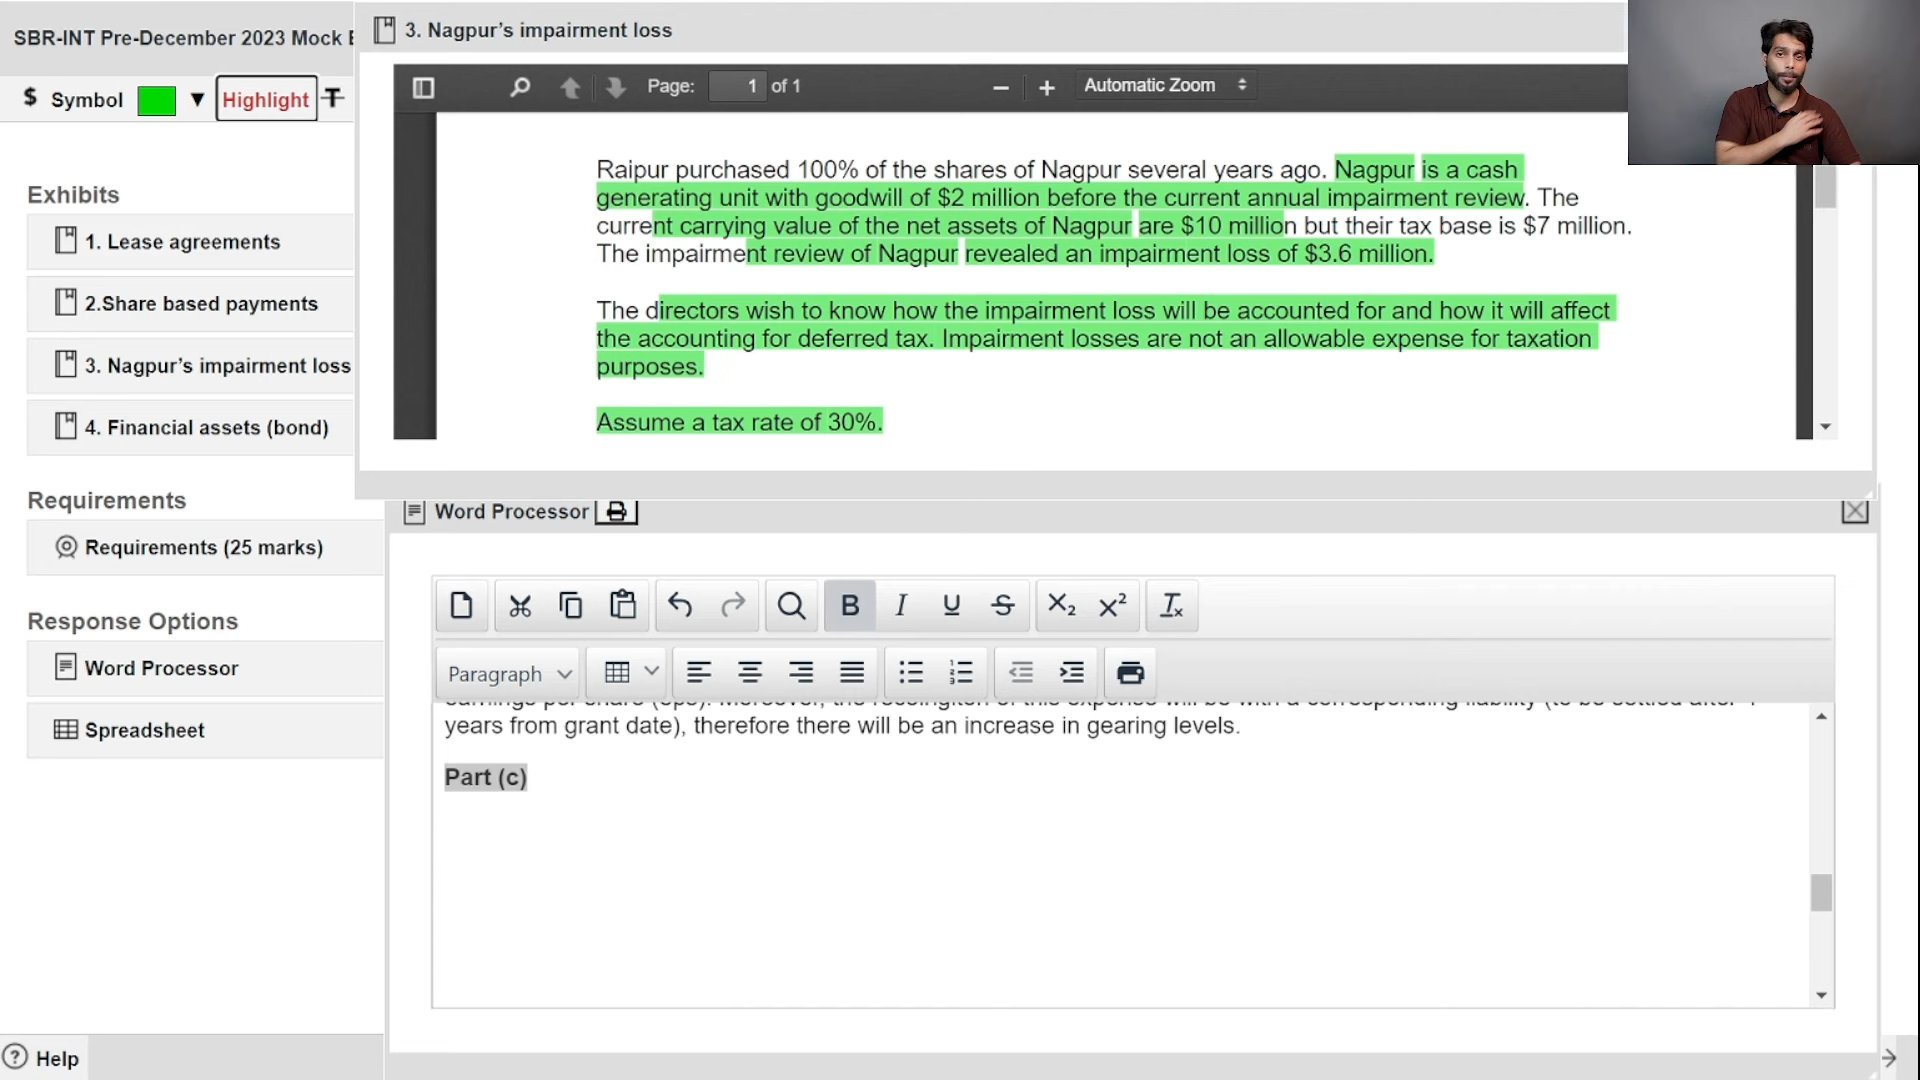 SBR-INT Pre-December 2023 Mock E
$ Symbol ▼ Highlight T
Exhibits
1. Lease agreements
2.Share based payments
3. Nagpur's impairment loss
4. Financial assets (bond)
Requirements
Requirements (25 marks)
Response Options
Word Processor
Spreadsheet
Help
3. Nagpur's impairment loss
Page: 1 of 1
Automatic Zoom
Raipur purchased 100% of the shares of Nagpur several years ago. Nagpur is a cash
generating unit with goodwill of $2 million before the current annual impairment review. The
current carrying value of the net assets of Nagpur are $10 million but their tax base is $7 million.
The impairment review of Nagpur revealed an impairment loss of $3.6 million.
The directors wish to know how the impairment loss will be accounted for and how it will affect
the accounting for deferred tax. Impairment losses are not an allowable expense for taxation
purposes.
Assume a tax rate of 30%.
Word Processor
B I U S X₂ X² Tx
Paragraph
years from grant date), therefore there will be an increase in gearing levels.
Part (c)